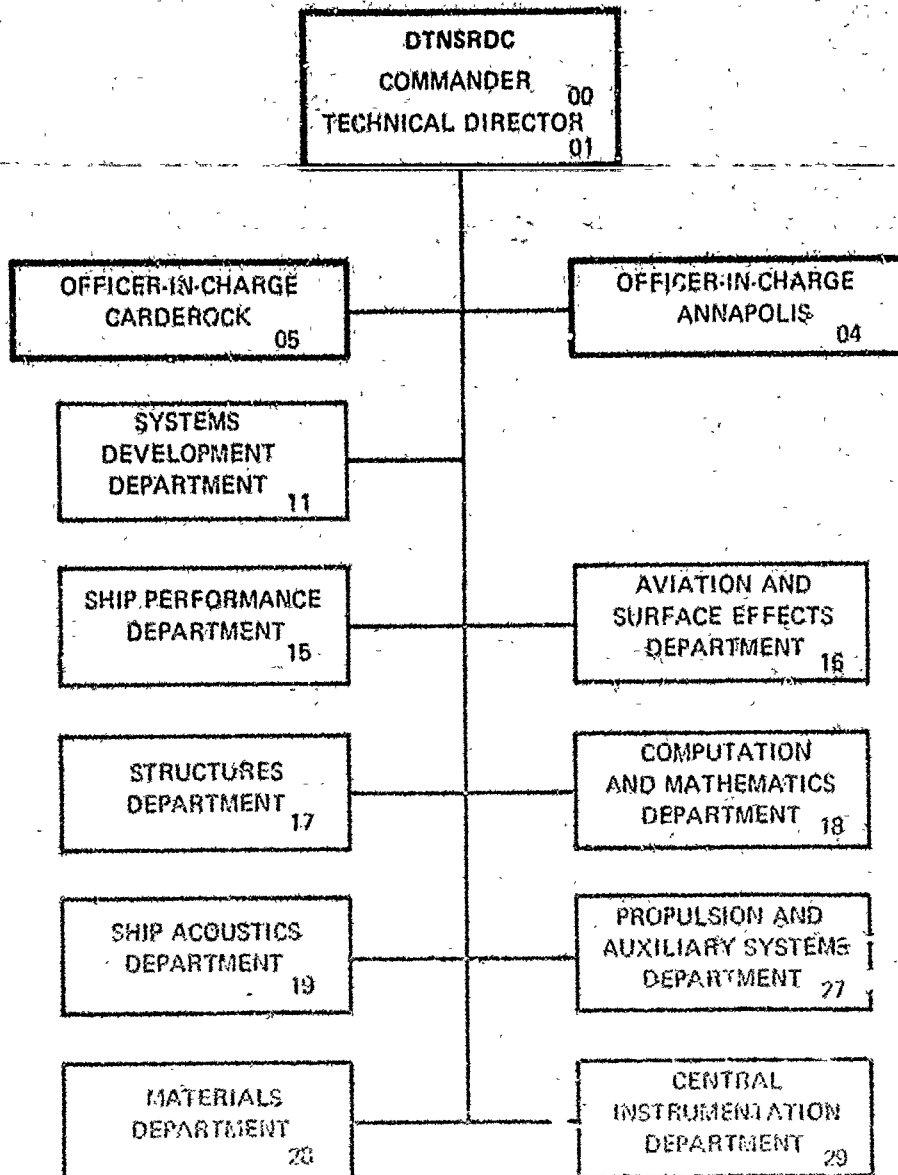 DTNSRDC
COMMANDER
00
TECHNICAL DIRECTOR
01
OFFICER-IN-CHARGE
CARDEROCK
05
OFFICER-IN-CHARGE
ANNAPOLIS
04
SYSTEMS
DEVELOPMENT
DEPARTMENT
11
SHIP PERFORMANCE
DEPARTMENT
15
AVIATION AND
SURFACE EFFECTS
DEPARTMENT
16
STRUCTURES
DEPARTMENT
17
COMPUTATION
AND MATHEMATICS
DEPARTMENT
18
SHIP ACOUSTICS
DEPARTMENT
19
PROPULSION AND
AUXILIARY SYSTEMS
DEPARTMENT
27
MATERIALS
DEPARTMENT
CENTRAL
INSTRUMENTATION
DEPARTMENT
29